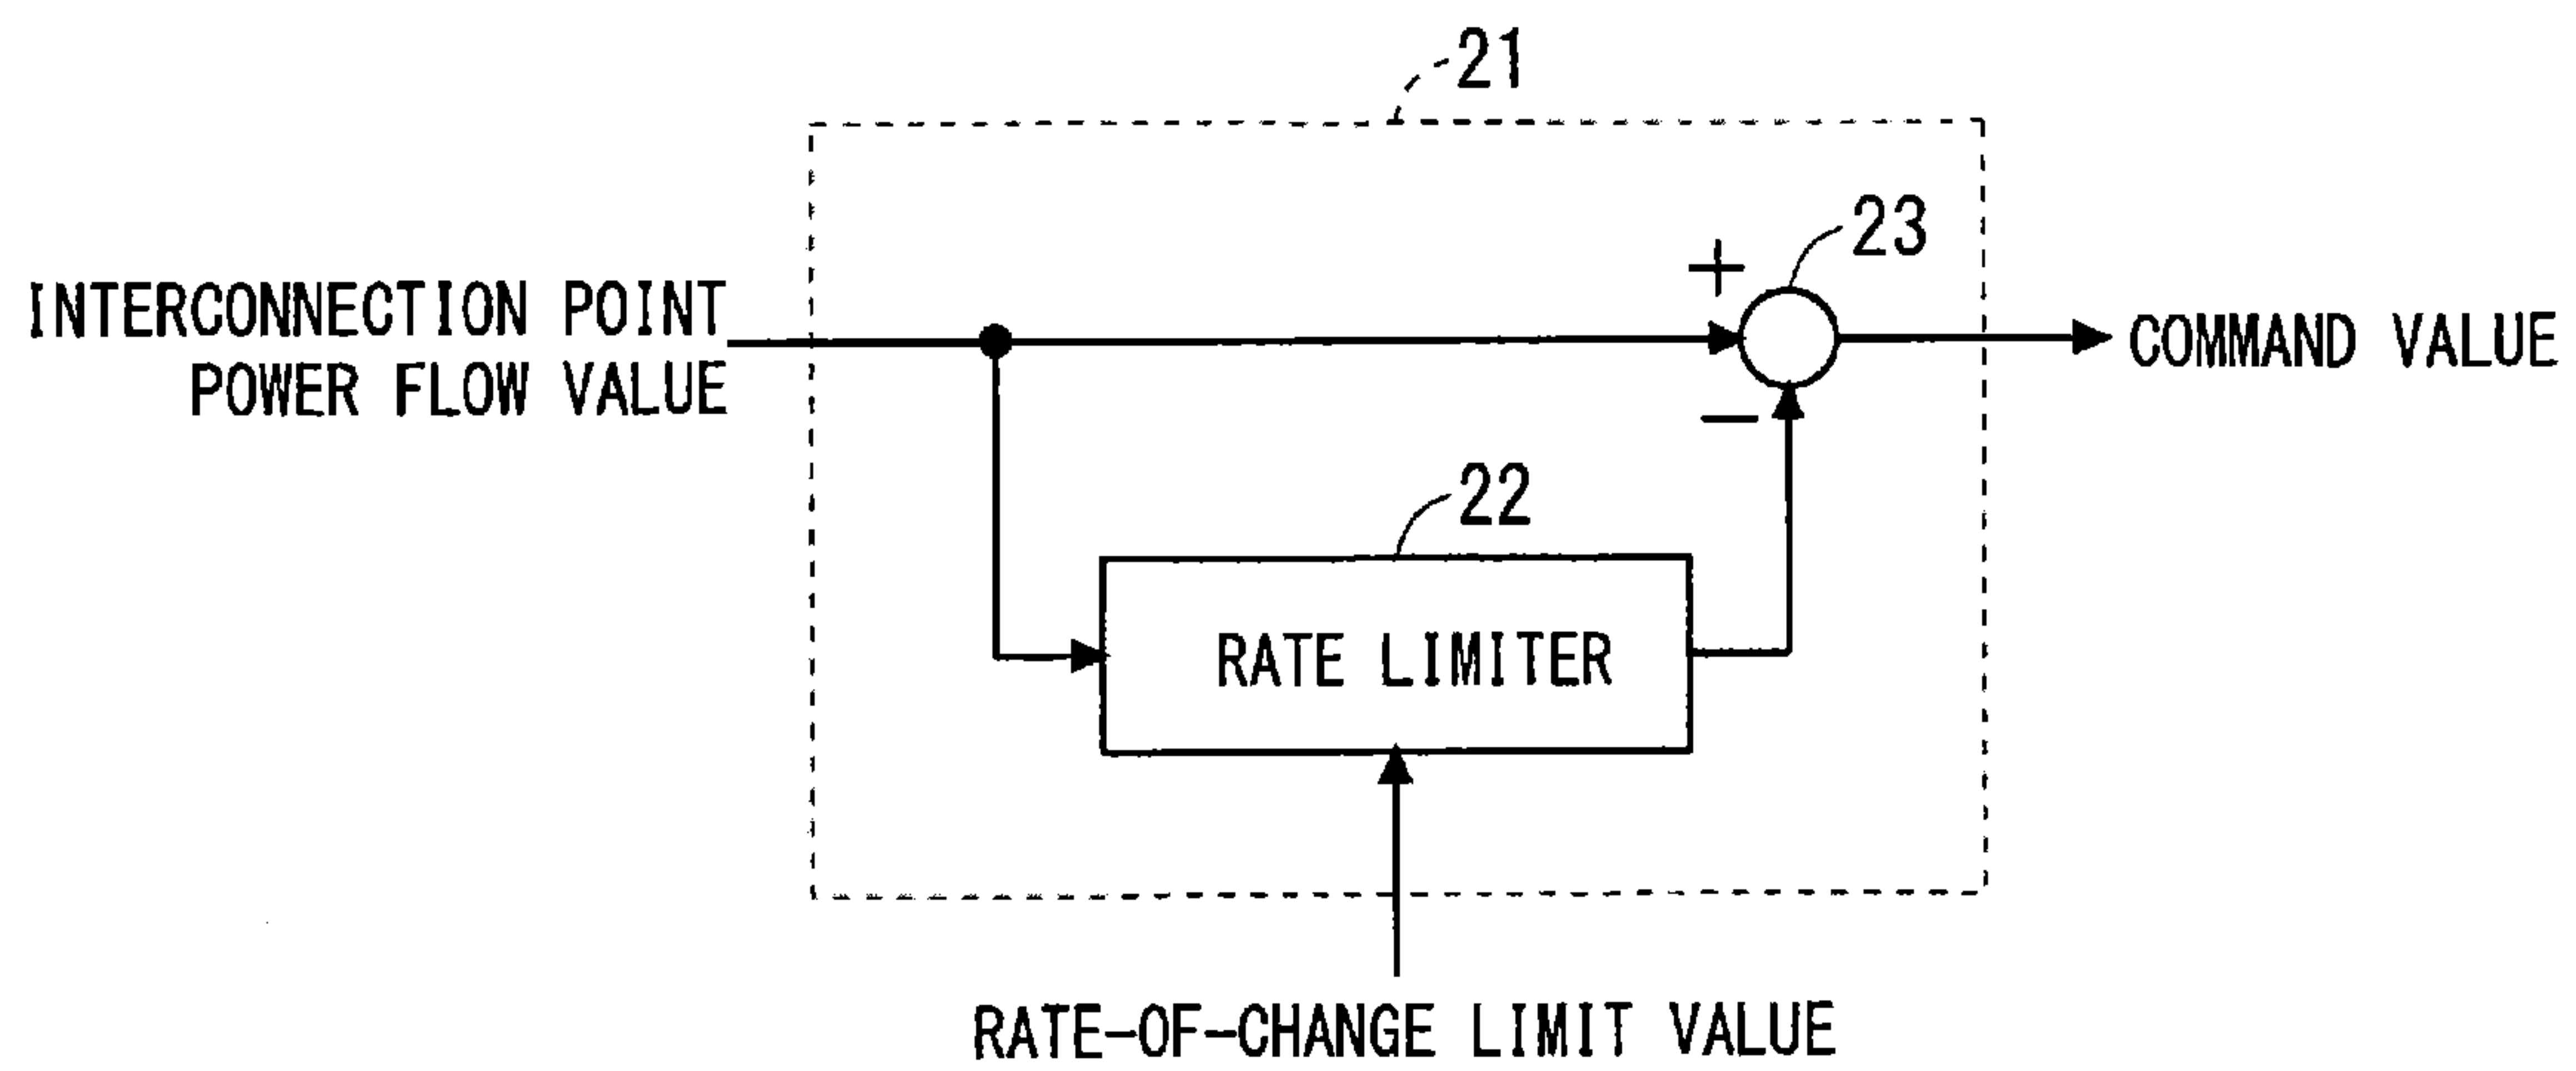 21
23
+
INTERCONNECTION POINT
POWER FLOW VALUE
COMMAND VALUE
−
22
RATE LIMITER
RATE-OF-CHANGE LIMIT VALUE